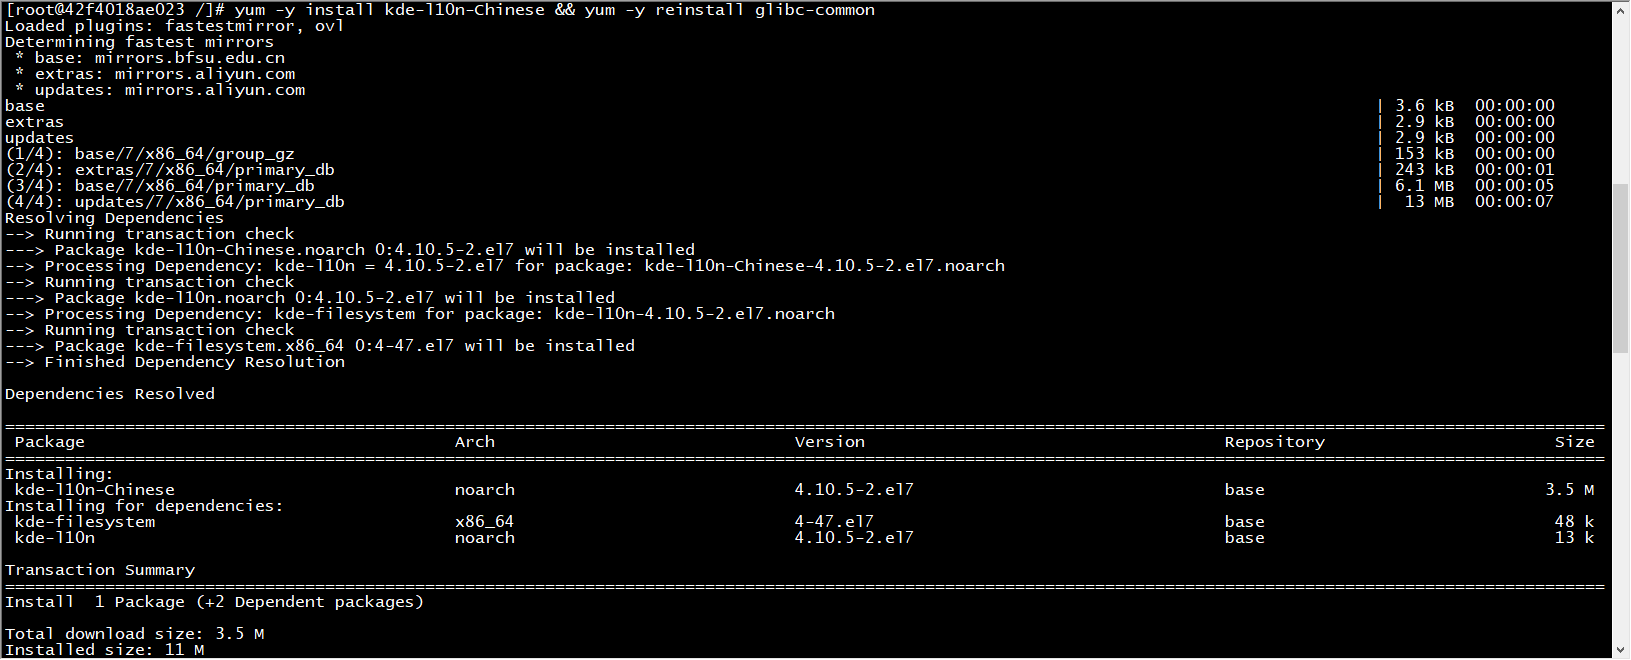 [root@42f4018ae023 /]# yum -y install kde-l10n-Chinese && yum -y reinstall glibc-common
Loaded plugins: fastestmirror, ovl
Determining fastest mirrors
 * base: mirrors.bfsu.edu.cn
 * extras: mirrors.aliyun.com
 * updates: mirrors.aliyun.com
base | 3.6 kB 00:00:00
extras | 2.9 kB 00:00:00
updates | 2.9 kB 00:00:00
(1/4): base/7/x86_64/group_gz | 153 kB 00:00:00
(2/4): extras/7/x86_64/primary_db | 243 kB 00:00:01
(3/4): base/7/x86_64/primary_db | 6.1 MB 00:00:05
(4/4): updates/7/x86_64/primary_db | 13 MB 00:00:07
Resolving Dependencies
--> Running transaction check
---> Package kde-l10n-Chinese.noarch 0:4.10.5-2.el7 will be installed
--> Processing Dependency: kde-l10n = 4.10.5-2.el7 for package: kde-l10n-Chinese-4.10.5-2.el7.noarch
--> Running transaction check
---> Package kde-l10n.noarch 0:4.10.5-2.el7 will be installed
--> Processing Dependency: kde-filesystem for package: kde-l10n-4.10.5-2.el7.noarch
--> Running transaction check
---> Package kde-filesystem.x86_64 0:4-47.el7 will be installed
--> Finished Dependency Resolution
Dependencies Resolved
Package Arch Version Repository Size
Installing:
kde-l10n-Chinese noarch 4.10.5-2.el7 base 3.5 M
Installing for dependencies:
kde-filesystem x86_64 4-47.el7 base 48 k
kde-l10n noarch 4.10.5-2.el7 base 13 k
Transaction Summary
Install 1 Package (+2 Dependent packages)
Total download size: 3.5 M
Installed size: 11 M